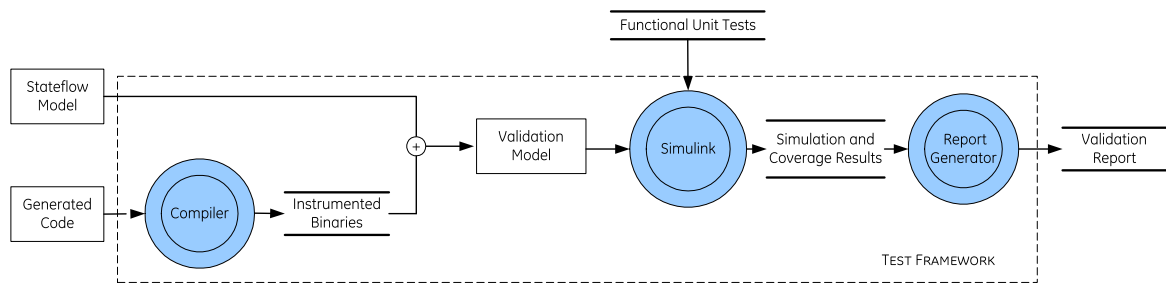 Functional Unit Tests
Stateflow
Model
Validation
Model
Simulink
Simulation and
Coverage Results
Report
Generator
Validation
Report
Generated
Code
Compiler
Instrumented
Binaries
+
TEST FRAMEWORK